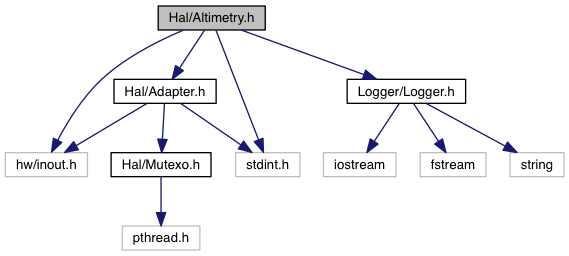 Hal/Altimetry.h
Hal/Adapter.h
Logger/Logger.h
hw/inout.h
Hal/Mutexo.h
stdint.h
iostream
fstream
string
pthread.h